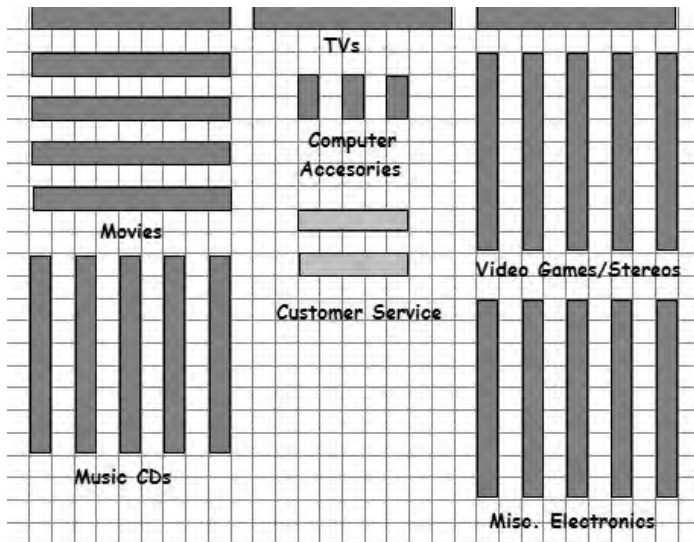 TVs
Computer
Accesories
Movies
Video Games/Stereos
Customer Service
Music CDs
Misc. Electronics